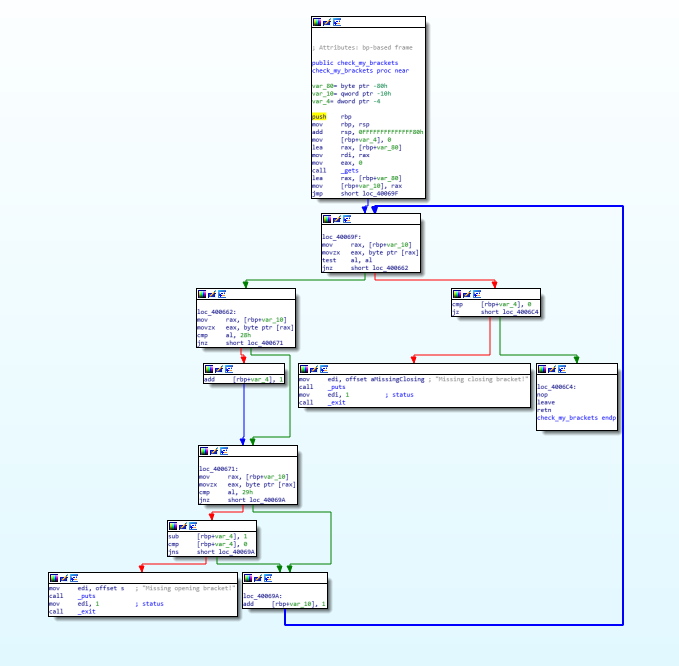 ; Attributes: bp-based frame
public check_my_brackets
check_my_brackets proc near
var_80= byte ptr -80h
var_10= qword ptr -10h
var_4= dword ptr -4
push rbp
mov rbp, rsp
add rsp, 0FFFFFFFFFFFFFF80h
mov [rbp+var_4], 0
lea rax, [rbp+var_80]
mov rdi, rax
mov eax, 0
call _gets
lea rax, [rbp+var_80]
mov [rbp+var_10], rax
jmp short loc_40069F
loc_40069F:
mov rax, [rbp+var_10]
movzx eax, byte ptr [rax]
test al, al
jnz short loc_400662
loc_400662:
mov rax, [rbp+var_10]
movzx eax, byte ptr [rax]
cmp al, 28h
jnz short loc_400671
cmp [rbp+var_4], 0
jz short loc_4006C4
add [rbp+var_4], 1
mov edi, offset aMissingClosing ; "Missing closing bracket!"
call _puts
mov edi, 1 ; status
call _exit
loc_4006C4:
nop
leave
retn
check_my_brackets endp
loc_400671:
mov rax, [rbp+var_10]
movzx eax, byte ptr [rax]
cmp al, 29h
jnz short loc_40069A
sub [rbp+var_4], 1
cmp [rbp+var_4], 0
jns short loc_40069A
mov edi, offset s ; "Missing opening bracket!"
call _puts
mov edi, 1 ; status
call _exit
loc_40069A:
add [rbp+var_10], 1